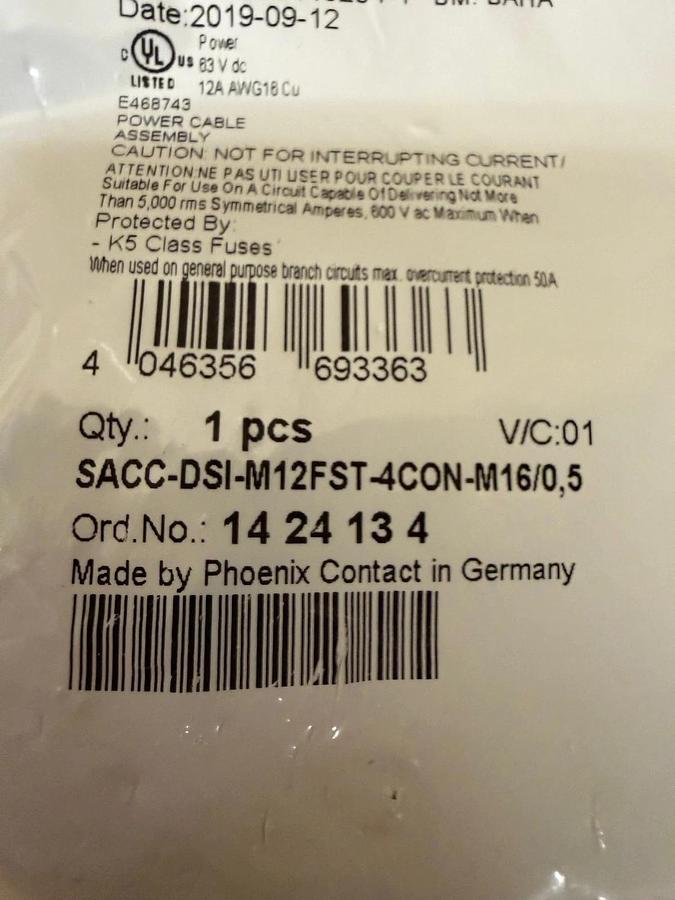 Date:2019-09-12
C UL US
LISTED
Power
63 V dc
12A AWG16 Cu
E468743
POWER CABLE
ASSEMBLY
CAUTION: NOT FOR INTERRUPTING CURRENT/
ATTENTION:NE PAS UTILISER POUR COUPER LE COURANT
Suitable For Use On A Circuit Capable Of Delivering Not More
Than 5,000 rms Symmetrical Amperes, 600 V ac Maximum When
Protected By:
- K5 Class Fuses
When used on general purpose branch circuits max. overcurrent protection 50A
4 046356 693363
Qty.: 1 pcs V/C:01
SACC-DSI-M12FST-4CON-M16/0,5
Ord.No.: 14 24 13 4
Made by Phoenix Contact in Germany